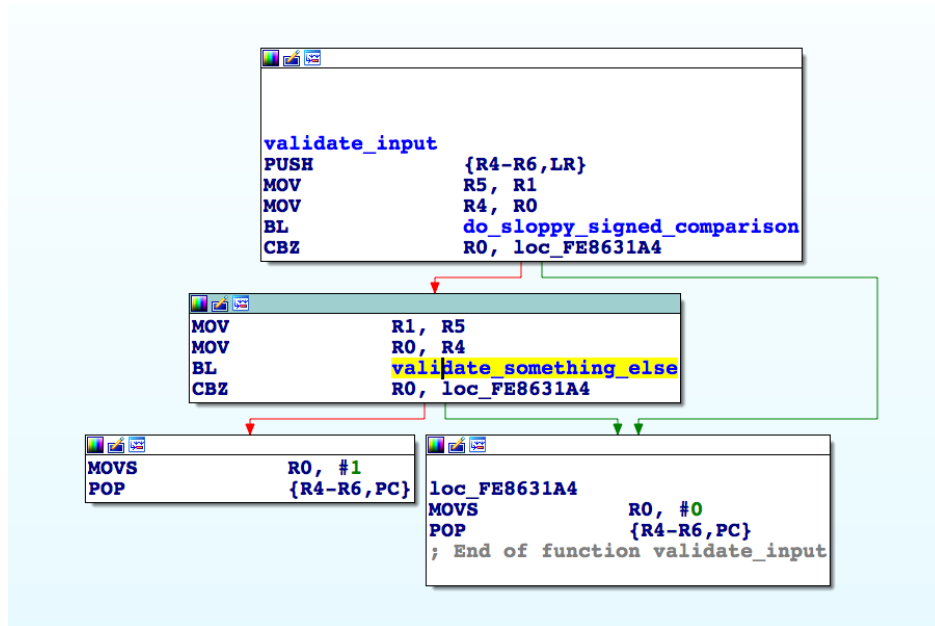 validate_input
PUSH {R4-R6,LR}
MOV R5, R1
MOV R4, R0
BL do_sloppy_signed_comparison
CBZ R0, loc_FE8631A4
MOV R1, R5
MOV R0, R4
BL validate_something_else
CBZ R0, loc_FE8631A4
MOVS R0, #1
POP {R4-R6,PC}
loc_FE8631A4
MOVS R0, #0
POP {R4-R6,PC}
; End of function validate_input